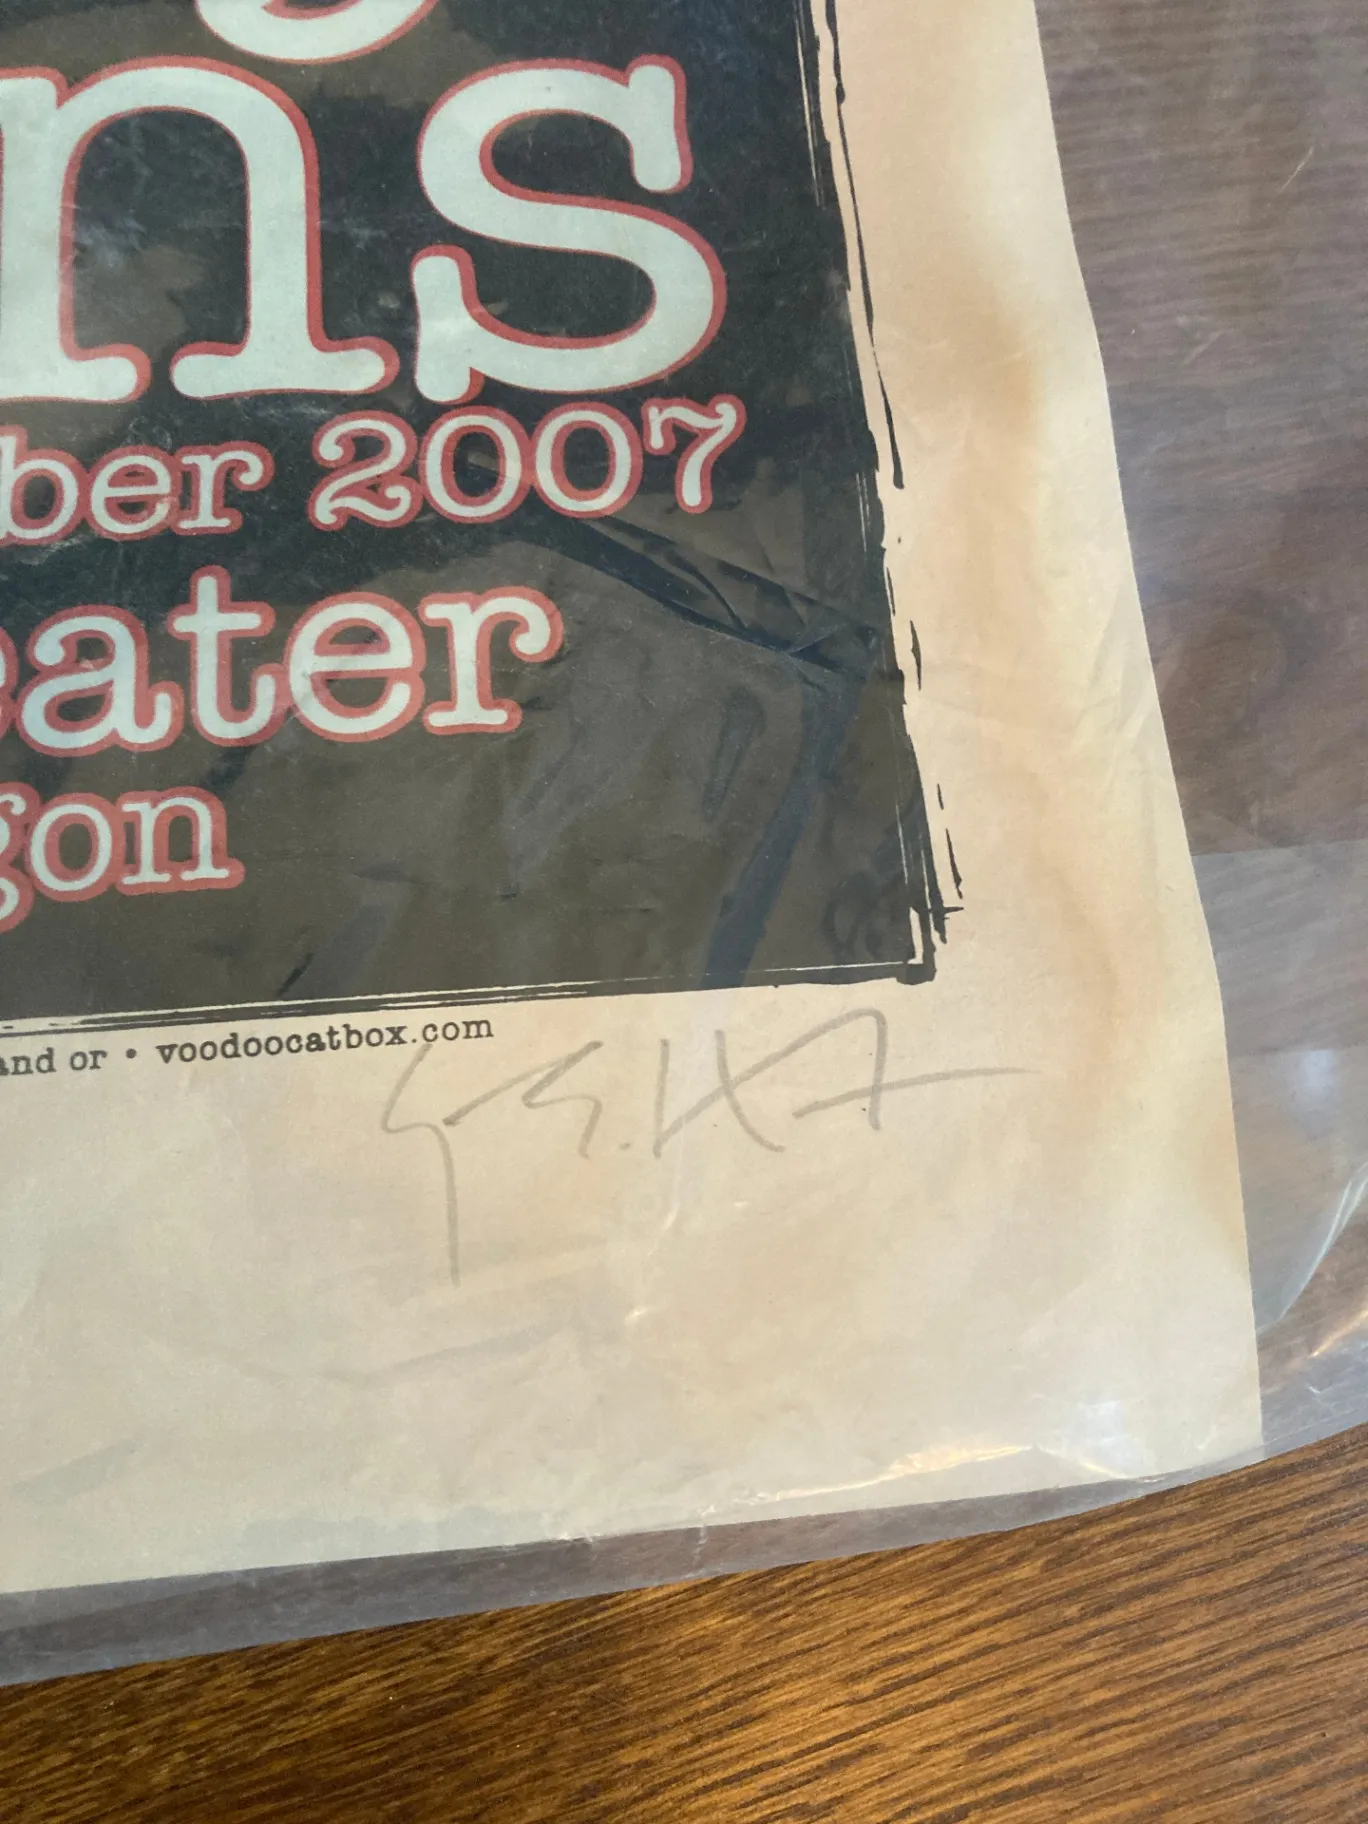 ns
ber 2007
eater
gon
and or • voodoocatbox.com